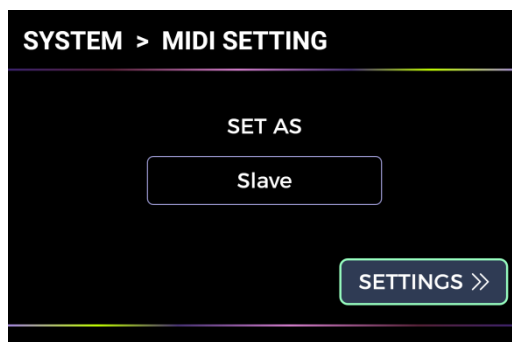 SYSTEM > MIDI SETTING
SET AS
Slave
SETTINGS >>